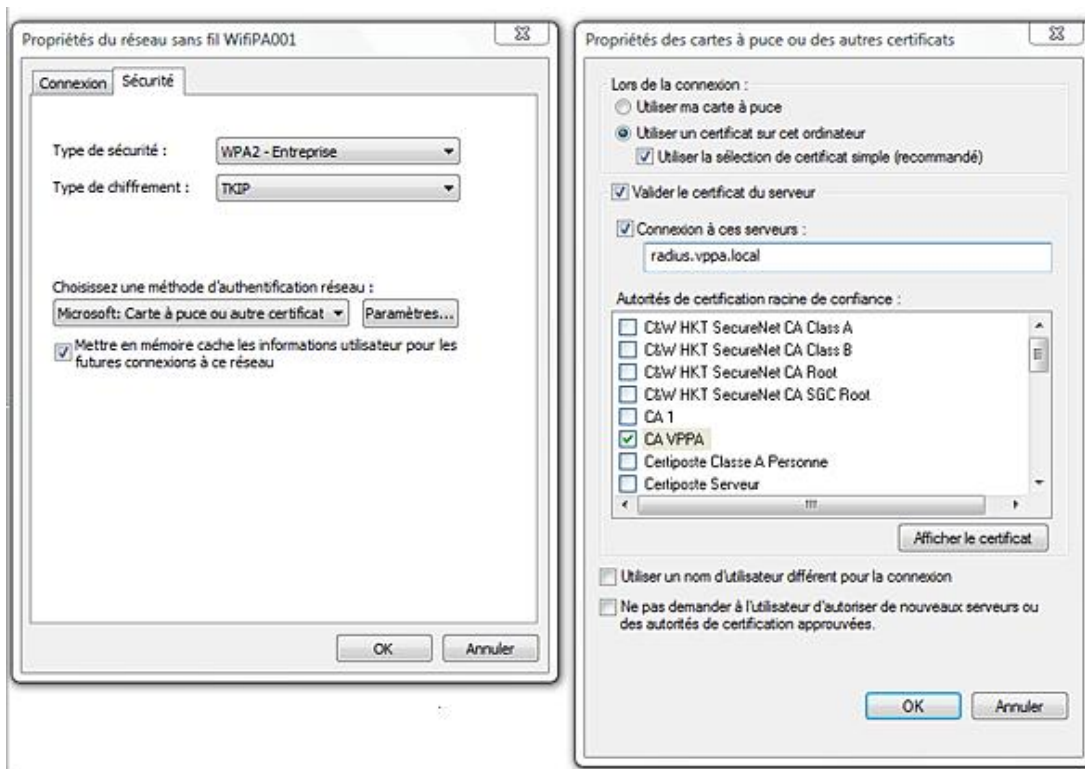 Propriétés du réseau sans fil WifiPA001
Connexion
Sécurité
Type de sécurité :
WPA2 - Entreprise
Type de chiffrement :
TKIP
Choisissez une méthode d'authentification réseau :
Microsoft: Carte à puce ou autre certificat
Paramètres...
Mettre en mémoire cache les informations utilisateur pour les
futures connexions à ce réseau
OK
Annuler
Propriétés des cartes à puce ou des autres certificats
Lors de la connexion :
Utiliser ma carte à puce
Utiliser un certificat sur cet ordinateur
Utiliser la sélection de certificat simple (recommandé)
Valider le certificat du serveur
Connexion à ces serveurs :
radius.vppa.local
Autorités de certification racine de confiance :
C&W HKT SecureNet CA Class A
C&W HKT SecureNet CA Class B
C&W HKT SecureNet CA Root
C&W HKT SecureNet CA SGC Root
CA 1
CA VPPA
Certiposte Classe A Personne
Certiposte Serveur
Afficher le certificat
Utiliser un nom d'utilisateur différent pour la connexion
Ne pas demander à l'utilisateur d'autoriser de nouveaux serveurs ou
des autorités de certification approuvées.
OK
Annuler